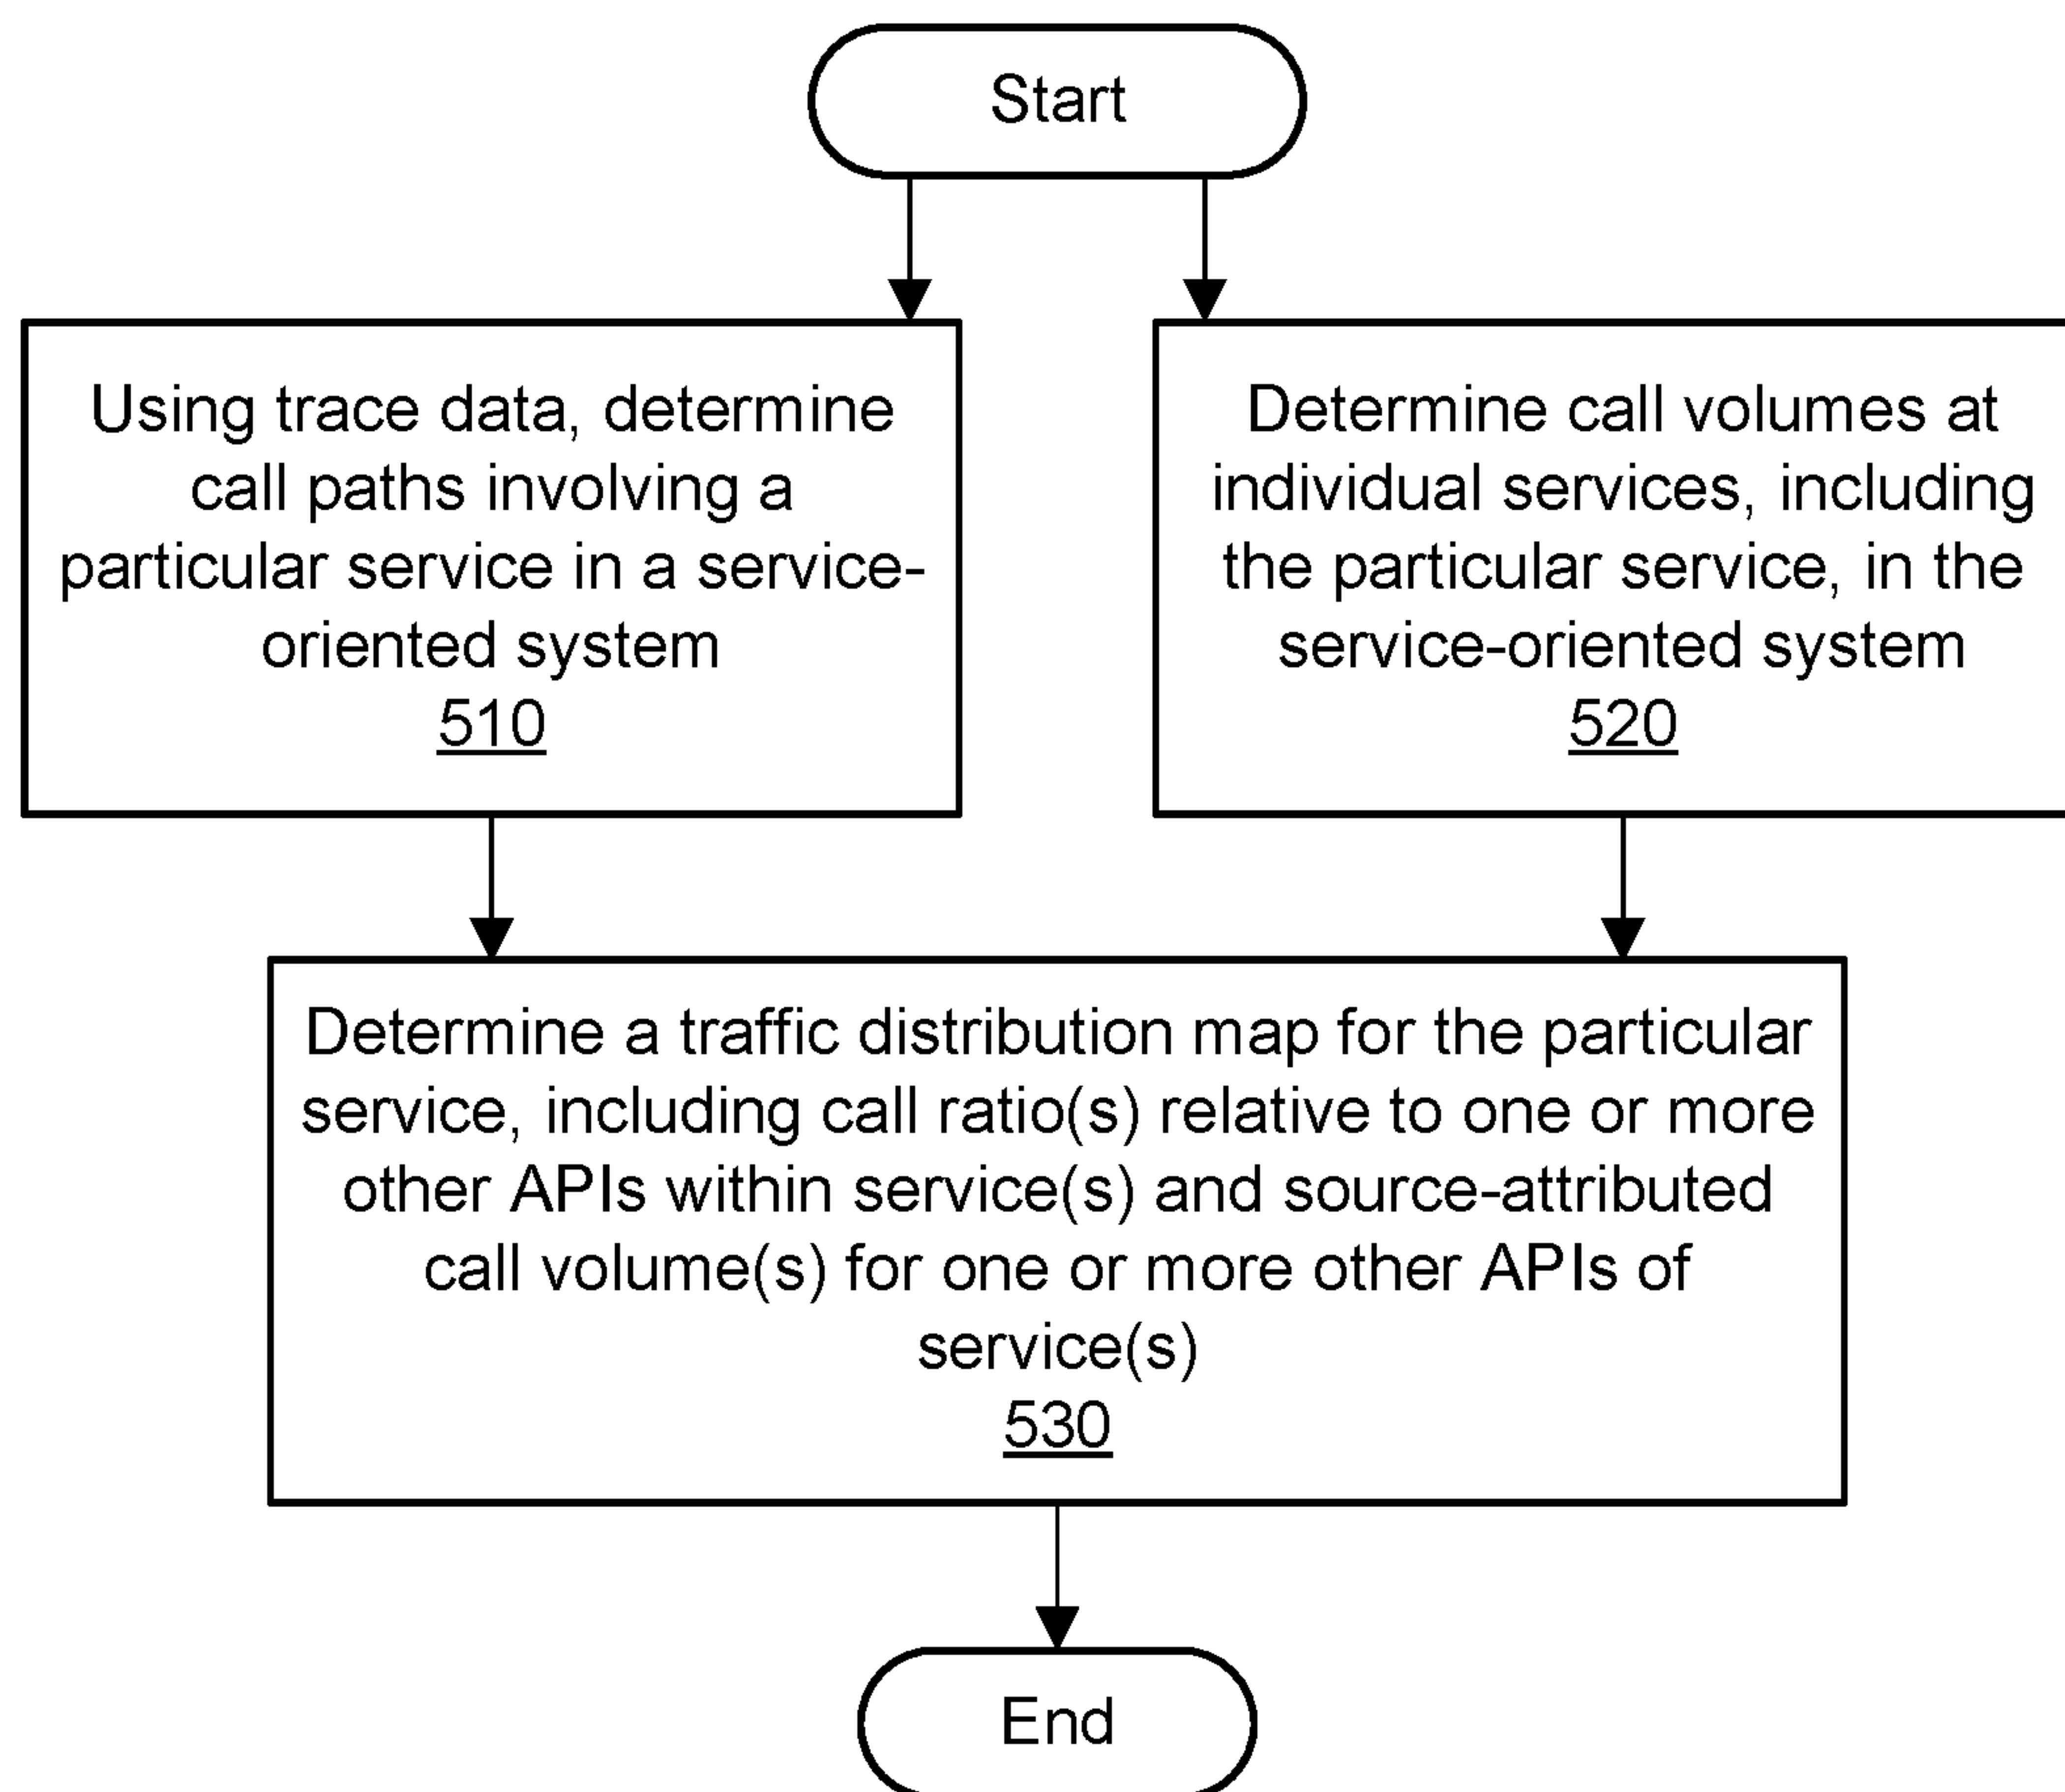 Start
Using trace data, determine
call paths involving a
particular service in a service-
oriented system
510
Determine call volumes at
individual services, including
the particular service, in the
service-oriented system
520
Determine a traffic distribution map for the particular
service, including call ratio(s) relative to one or more
other APIs within service(s) and source-attributed
call volume(s) for one or more other APIs of
service(s)
530
End